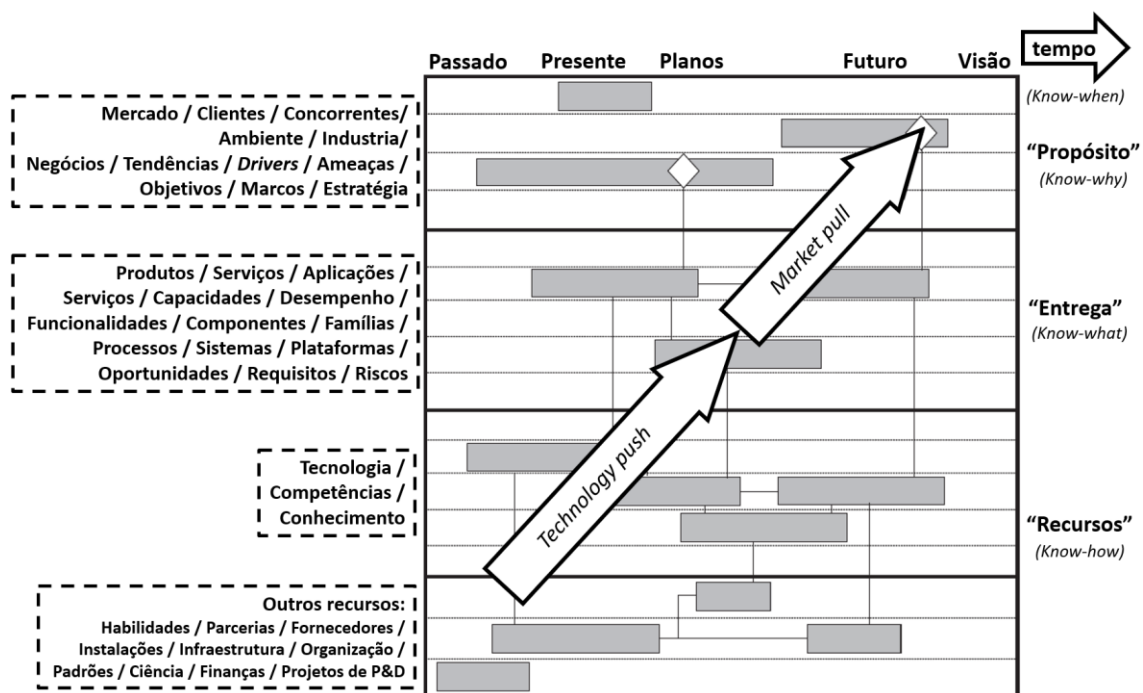 tempo
Passado Presente Planos Futuro Visão
(Know-when)
Mercado / Clientes / Concorrentes/
Ambiente / Industria/
Negócios / Tendências / Drivers / Ameaças /
Objetivos / Marcos / Estratégia
“Propósito”
(Know-why)
Market pull
Produtos / Serviços / Aplicações /
Serviços / Capacidades / Desempenho /
Funcionalidades / Componentes / Famílias /
Processos / Sistemas / Plataformas /
Oportunidades / Requisitos / Riscos
“Entrega”
(Know-what)
Technology push
Tecnologia /
Competências /
Conhecimento
“Recursos”
(Know-how)
Outros recursos:
Habilidades / Parcerias / Fornecedores /
Instalações / Infraestrutura / Organização /
Padrões / Ciência / Finanças / Projetos de P&D